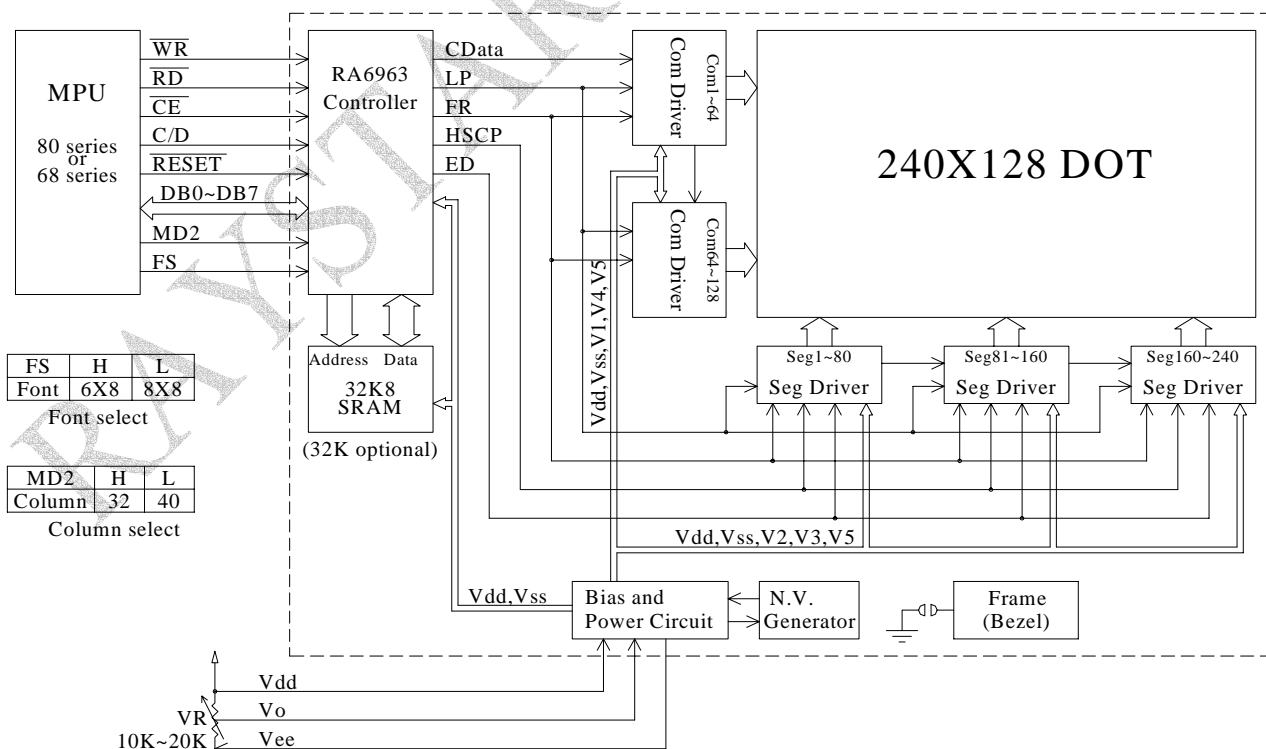 RAYSTAR
MPU
80 series
or
68 series
WR
RD
CE
C/D
RESET
DB0~DB7
MD2
FS
RA6963
Controller
CData
LP
FR
HSCP
ED
Com Driver
Com1~64
Com Driver
Com64~128
240X128 DOT
Address Data
32K8
SRAM
(32K optional)
FS H L
Font 6X8 8X8
Font select
MD2 H L
Column 32 40
Column select
Vdd,Vss,V1,V4,V5
Seg1~80
Seg Driver
Seg81~160
Seg Driver
Seg160~240
Seg Driver
Vdd,Vss,V2,V3,V5
Vdd,Vss
Bias and
Power Circuit
N.V.
Generator
Frame
(Bezel)
Vdd
Vo
Vee
VR
10K~20K